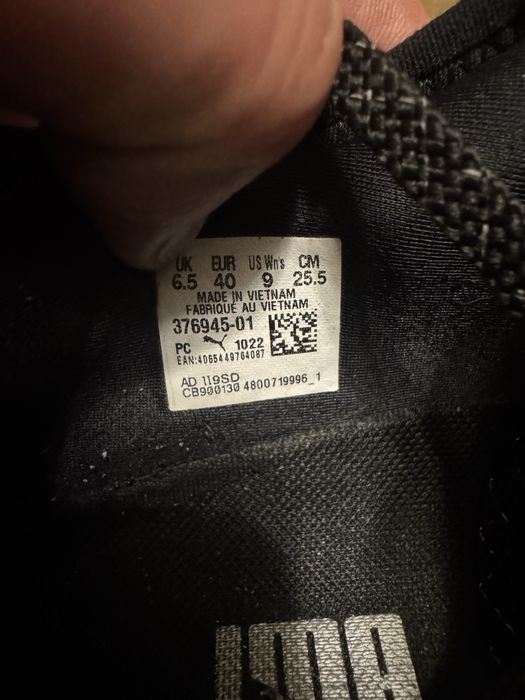 UK EUR US Wn's CM
6.5 40 9 25.5
MADE IN VIETNAM
FABRIQUE AU VIETNAM
376945-01
PC 1022
EAN:4065449764087
AD 119SD
CB900130 4800719996_1